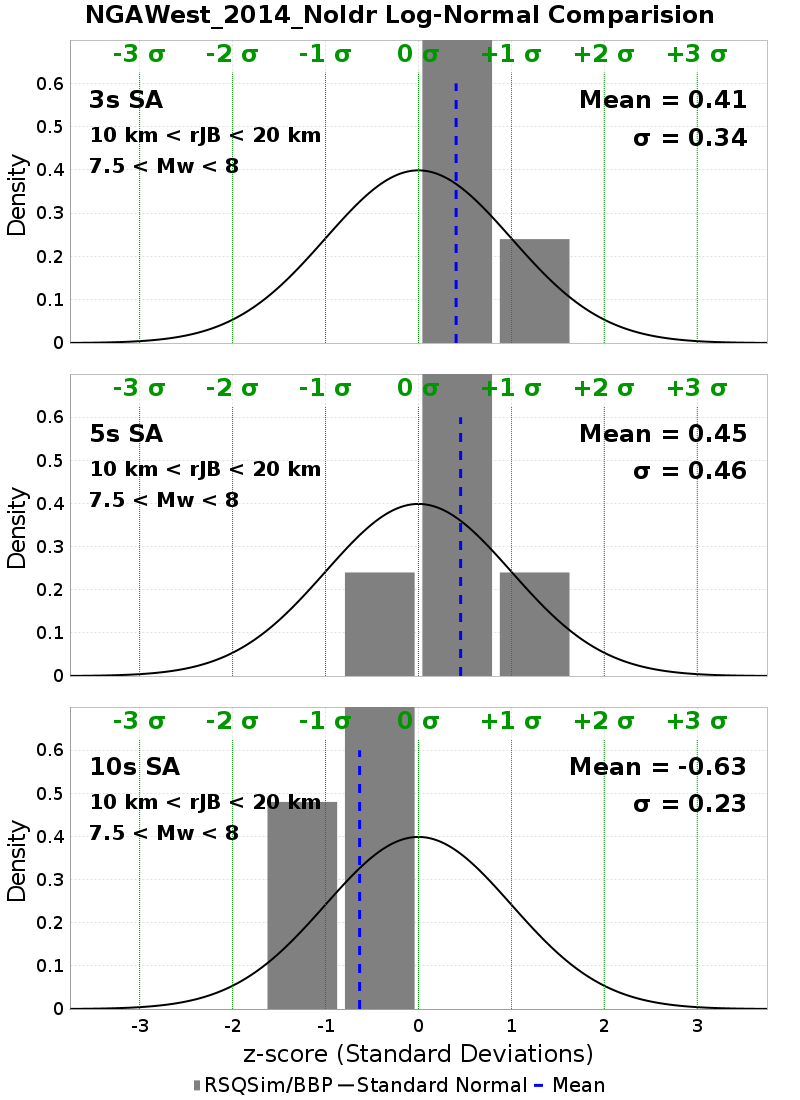 NGAWest_2014_NoIdr Log-Normal Comparision
-3 σ -2 σ -1 σ 0 σ +1 σ +2 σ +3 σ
3s SA
10 km < rJB < 20 km
7.5 < Mw < 8
Mean = 0.41
σ = 0.34
Density
0.6
0.5
0.4
0.3
0.2
0.1
0
-3 σ -2 σ -1 σ 0 σ +1 σ +2 σ +3 σ
5s SA
10 km < rJB < 20 km
7.5 < Mw < 8
Mean = 0.45
σ = 0.46
Density
0.6
0.5
0.4
0.3
0.2
0.1
0
-3 σ -2 σ -1 σ 0 σ +1 σ +2 σ +3 σ
10s SA
10 km < rJB < 20 km
7.5 < Mw < 8
Mean = -0.63
σ = 0.23
Density
0.6
0.5
0.4
0.3
0.2
0.1
0
-3 -2 -1 0 1 2 3
z-score (Standard Deviations)
RSQSim/BBP Standard Normal Mean